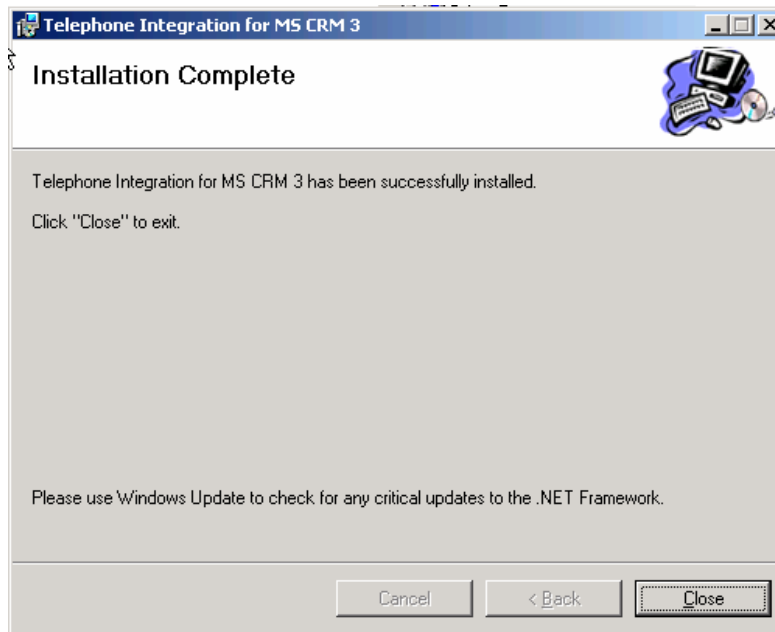 Telephone Integration for MS CRM 3
Installation Complete
Telephone Integration for MS CRM 3 has been successfully installed.
Click "Close" to exit.
Please use Windows Update to check for any critical updates to the .NET Framework.
Cancel
< Back
Close